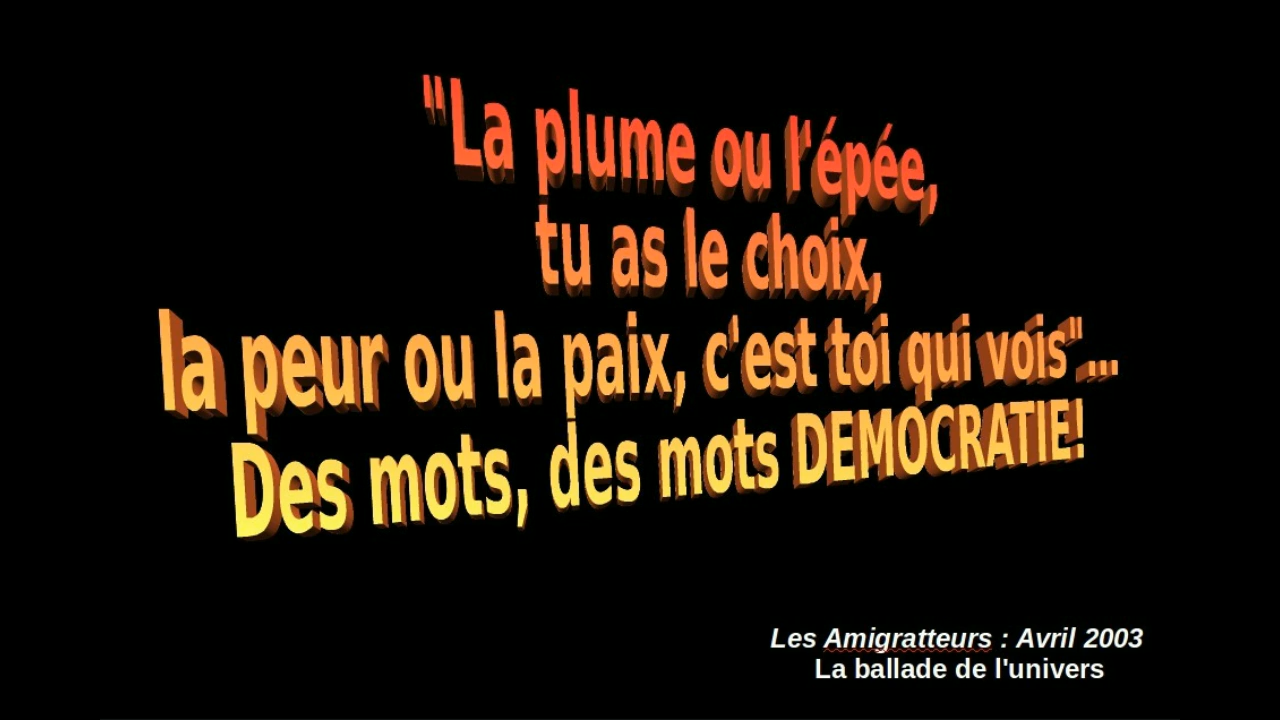 "La plume ou l'épée,
tu as le choix,
la peur ou la paix, c'est toi qui vois"...
Des mots, des mots DEMOCRATIE!
Les Amigratteurs : Avril 2003
La ballade de l'univers